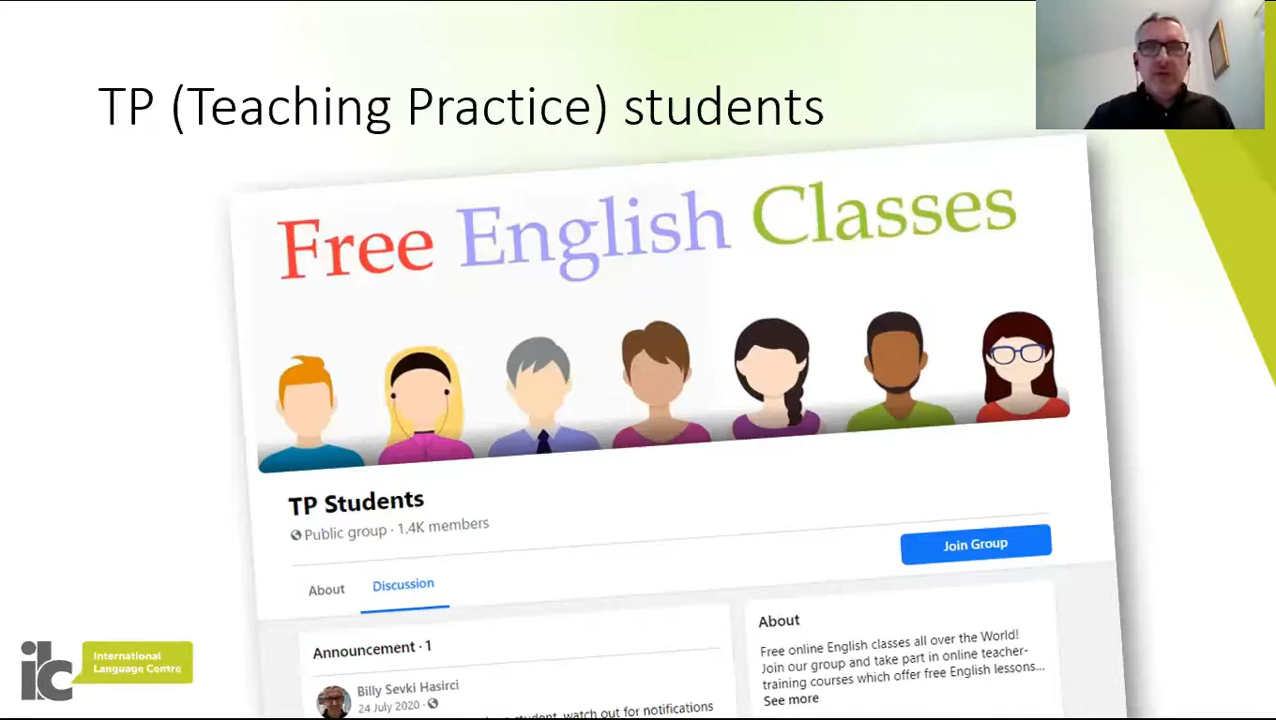 TP (Teaching Practice) students
Free English Classes
TP Students
Public group · 1.4K members
Join Group
About
Discussion
Announcement · 1
Billy Sevki Hasirci
24 July 2020 ·
student, watch out for notifications
About
Free online English classes all over the World!
Join our group and take part in online teacher-
training courses which offer free English lessons...
See more
ilc
International
Language Centre